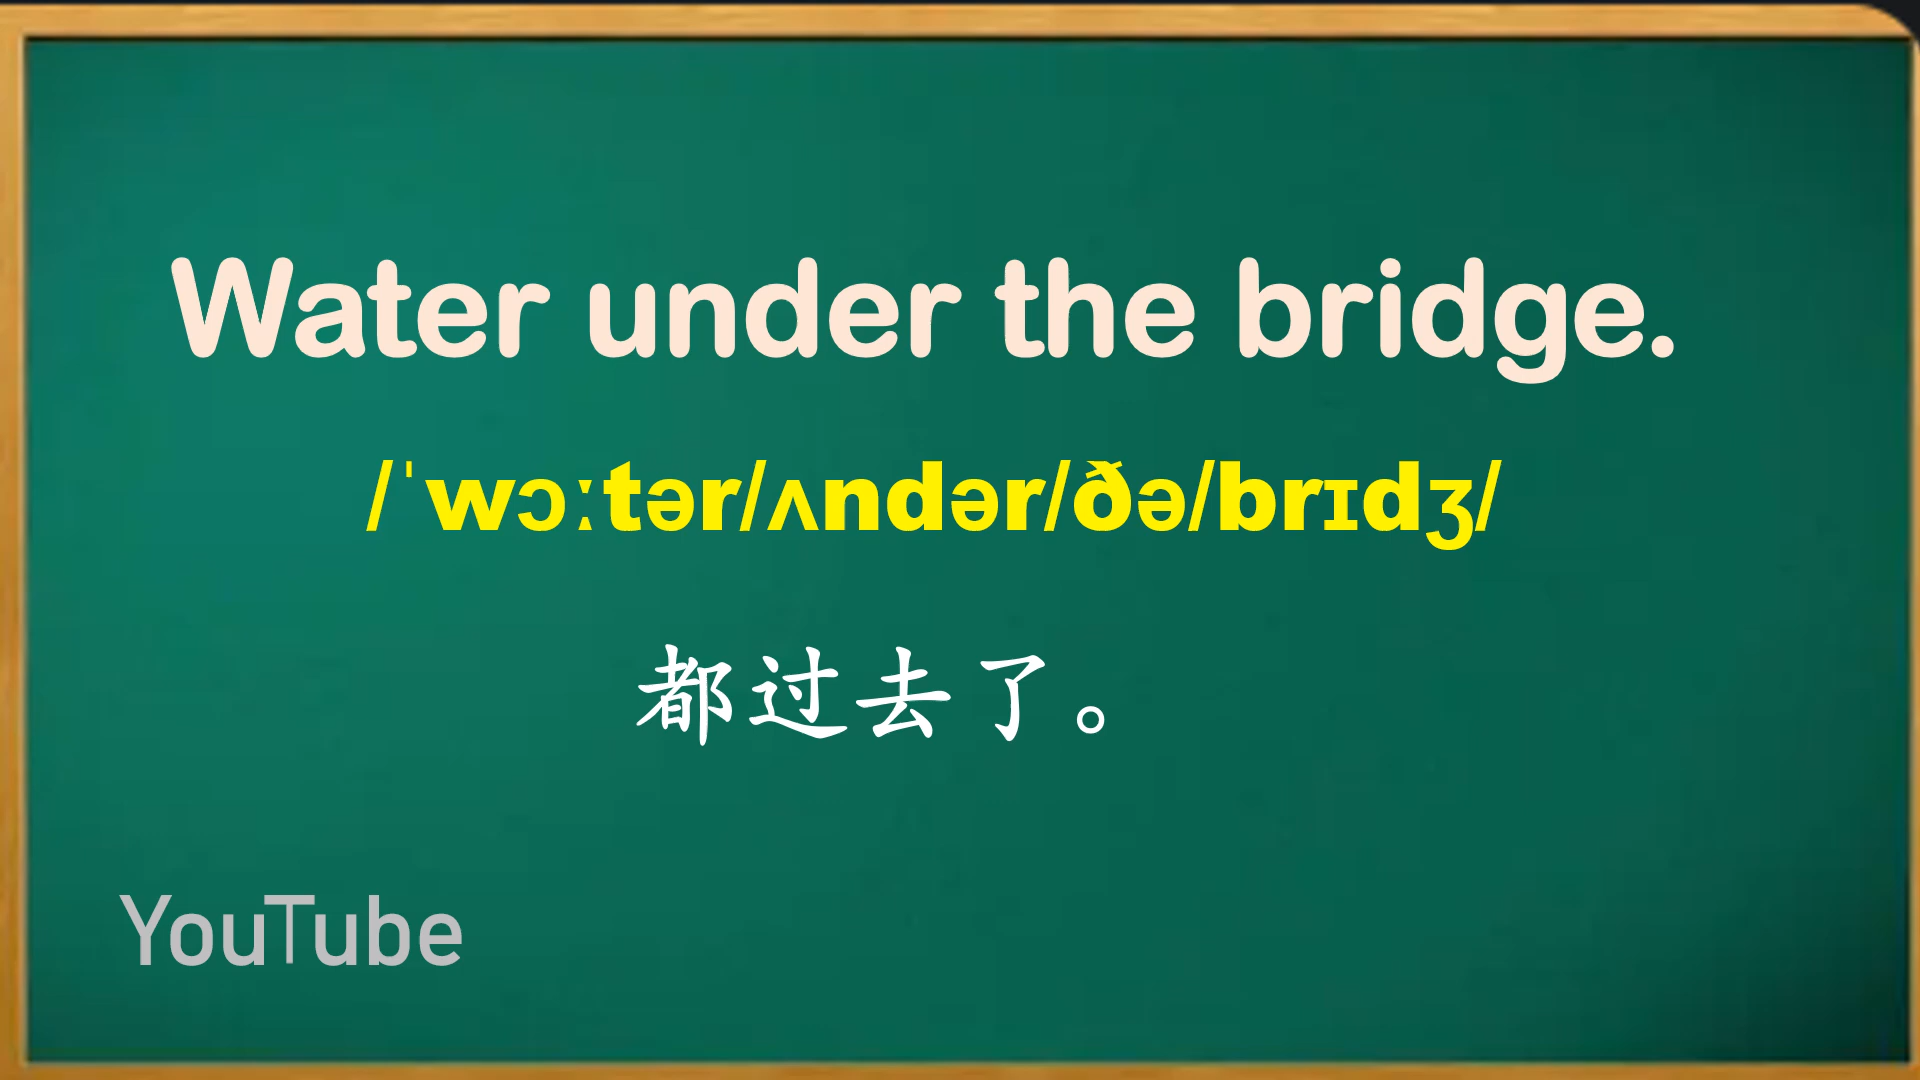 Water under the bridge.
/ˈwɔːtər/ʌndər/ðə/brɪdʒ/
都过去了。
YouTube